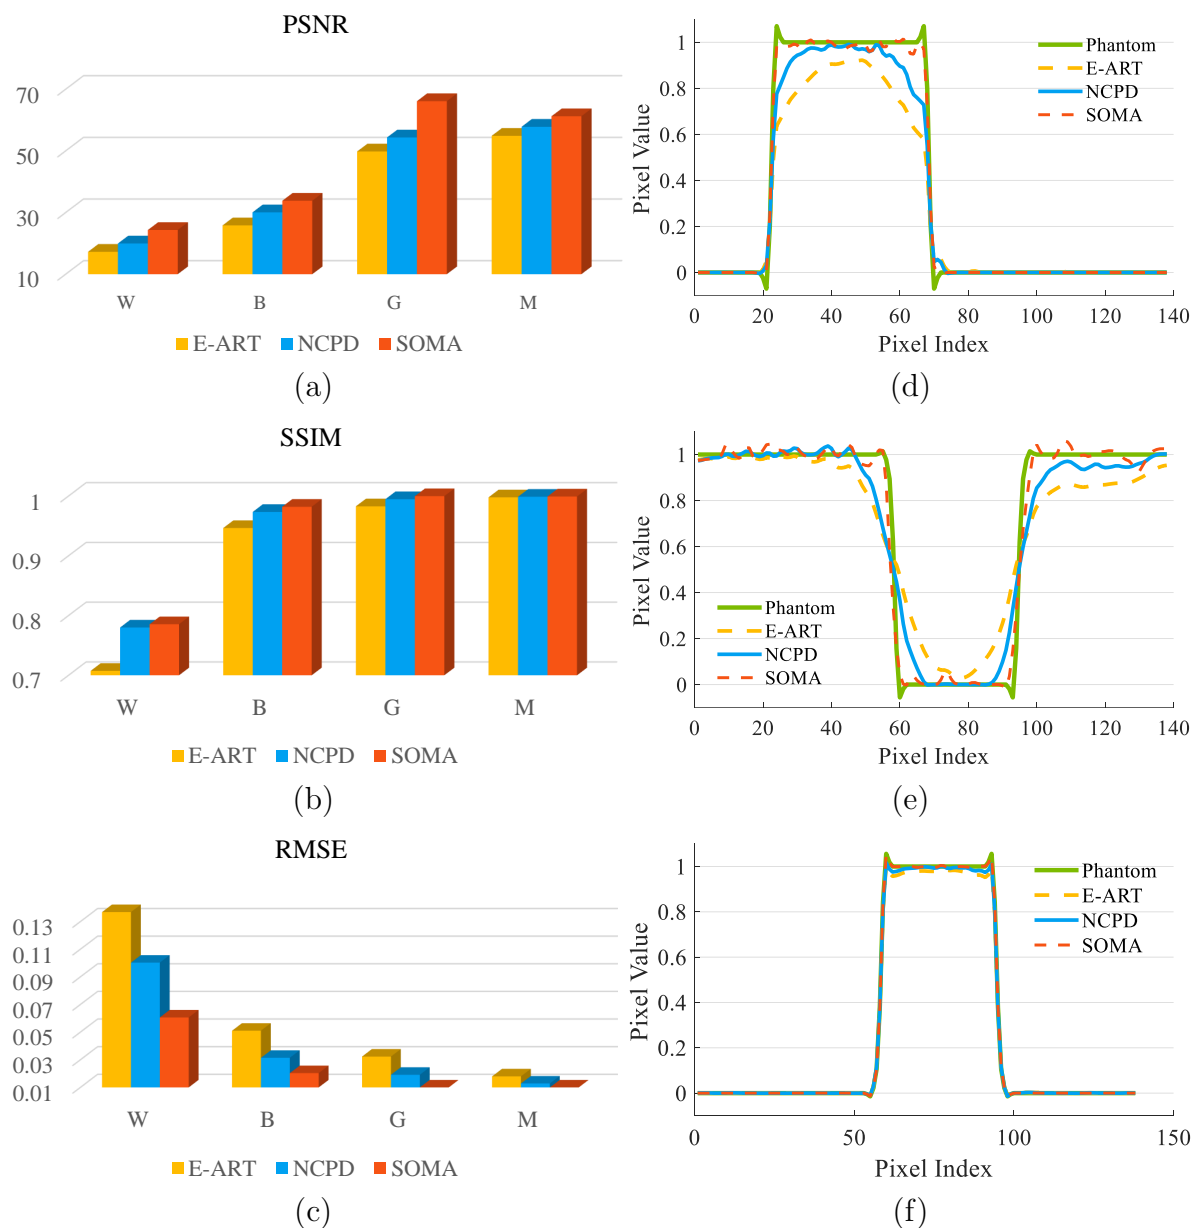 PSNR
70
50
30
10
W B G M
E-ART NCPD SOMA
(a)
1
0.8
0.6
0.4
0.2
0
Pixel Value
Phantom
E-ART
NCPD
SOMA
0 20 40 60 80 100 120 140
Pixel Index
(d)
SSIM
1
0.9
0.8
0.7
W B G M
E-ART NCPD SOMA
(b)
1
0.8
0.6
0.4
0.2
0
Pixel Value
Phantom
E-ART
NCPD
SOMA
0 20 40 60 80 100 120 140
Pixel Index
(e)
RMSE
0.13
0.11
0.09
0.07
0.05
0.03
0.01
W B G M
E-ART NCPD SOMA
(c)
1
0.8
0.6
0.4
0.2
0
Pixel Value
Phantom
E-ART
NCPD
SOMA
0 50 100 150
Pixel Index
(f)